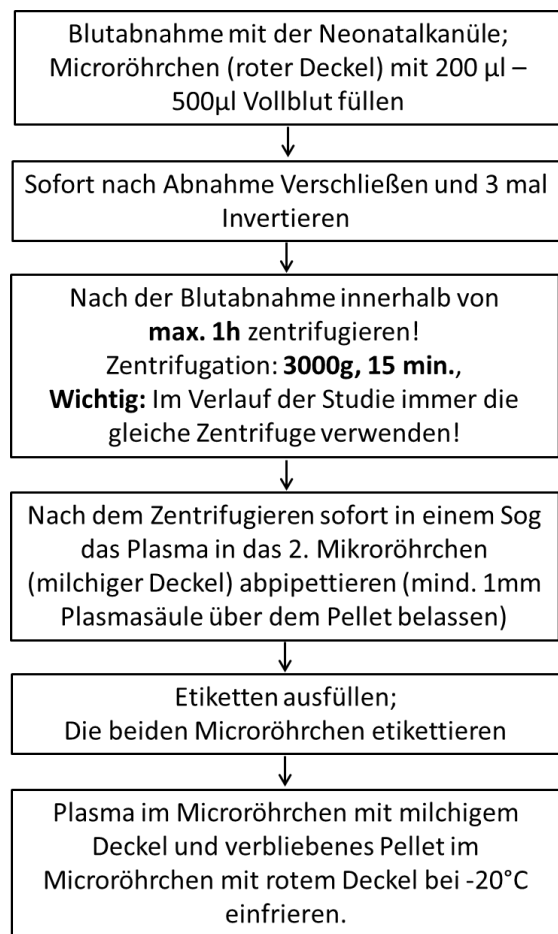 Blutabnahme mit der Neonatalkanüle;
Microröhrchen (roter Deckel) mit 200 µl –
500µl Vollblut füllen
Sofort nach Abnahme Verschließen und 3 mal
Invertieren
Nach der Blutabnahme innerhalb von
max. 1h zentrifugieren!
Zentrifugation: 3000g, 15 min.,
Wichtig: Im Verlauf der Studie immer die
gleiche Zentrifuge verwenden!
Nach dem Zentrifugieren sofort in einem Sog
das Plasma in das 2. Mikroröhrchen
(milchiger Deckel) abpipettieren (mind. 1mm
Plasmasäule über dem Pellet belassen)
Etiketten ausfüllen;
Die beiden Microröhrchen etikettieren
Plasma im Microröhrchen mit milchigem
Deckel und verbliebenes Pellet im
Microröhrchen mit rotem Deckel bei -20°C
einfrieren.